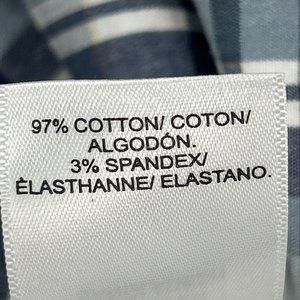 97% COTTON/ COTON/
ALGODÓN.
3% SPANDEX/
ÉLASTHANNE/ ELASTANO.